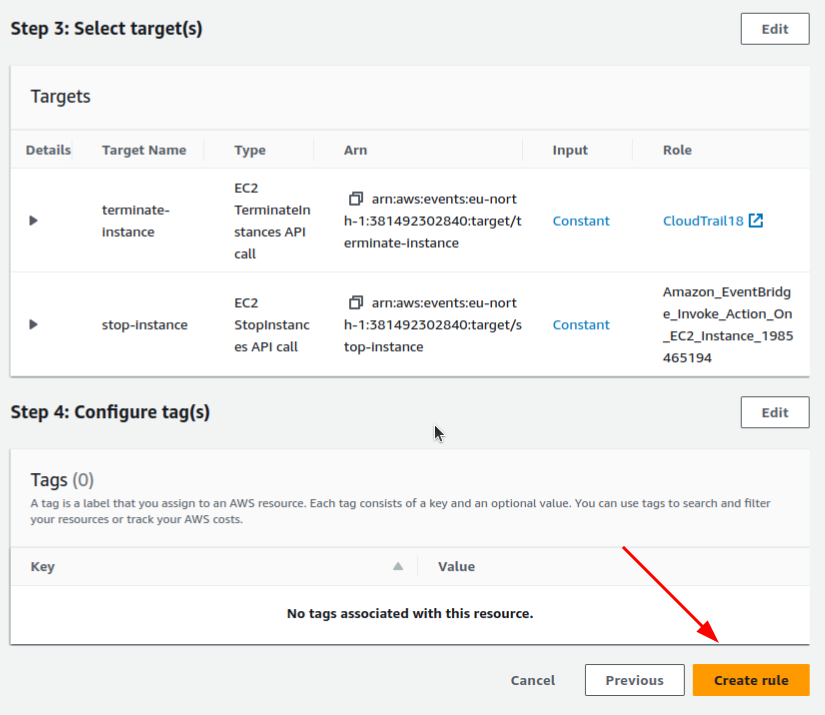 Step 3: Select target(s)
Edit
Targets
Details
Target Name
Type
Arn
Input
Role
terminate-
instance
EC2
TerminateIn
stances API
call
arn:aws:events:eu-nort
h-1:381492302840:target/t
erminate-instance
Constant
CloudTrail18
stop-instance
EC2
StopInstanc
es API call
arn:aws:events:eu-nort
h-1:381492302840:target/s
top-instance
Constant
Amazon_EventBridg
e_Invoke_Action_On
_EC2_Instance_1985
465194
Step 4: Configure tag(s)
Edit
Tags (0)
A tag is a label that you assign to an AWS resource. Each tag consists of a key and an optional value. You can use tags to search and filter
your resources or track your AWS costs.
Key
Value
No tags associated with this resource.
Cancel
Previous
Create rule